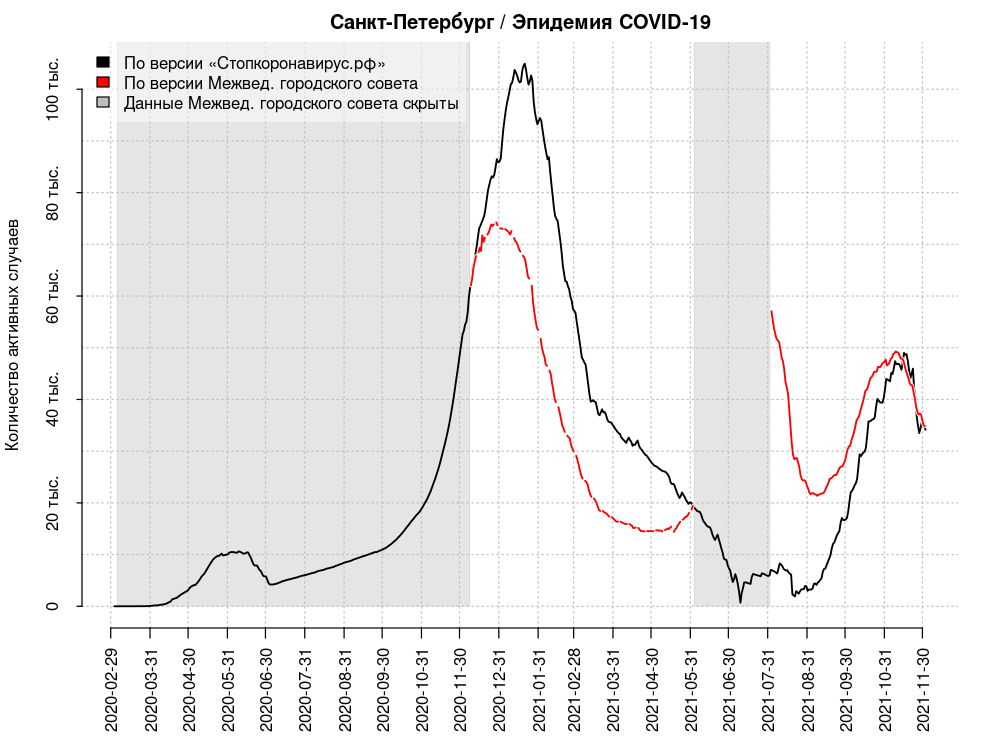 Санкт-Петербург / Эпидемия COVID-19
По версии «Стопкоронавирус.рф»
По версии Межвед. городского совета
Данные Межвед. городского совета скрыты
Количество активных случаев
100 тыс.
80 тыс.
60 тыс.
40 тыс.
20 тыс.
0
2020-02-29
2020-03-31
2020-04-30
2020-05-31
2020-06-30
2020-07-31
2020-08-31
2020-09-30
2020-10-31
2020-11-30
2020-12-31
2021-01-31
2021-02-28
2021-03-31
2021-04-30
2021-05-31
2021-06-30
2021-07-31
2021-08-31
2021-09-30
2021-10-31
2021-11-30